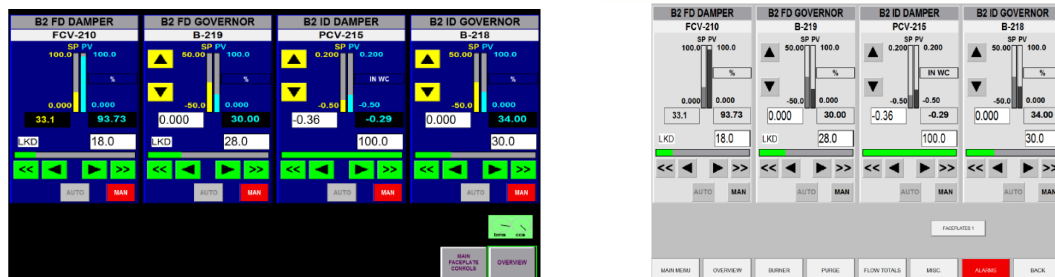 B2 FD DAMPER
FCV-210
SP PV
100.0 100.0
%
0.000 0.000
33.1 93.73
LKD 18.0
<< ◀ ▶ >>
AUTO MAN
B2 FD GOVERNOR
B-219
SP PV
50.00 100.0
%
-50.0 0.000
0.000 30.00
LKD 28.0
<< ◀ ▶ >>
AUTO MAN
B2 ID DAMPER
PCV-215
SP PV
0.200 0.200
IN WC
-0.50 -0.50
-0.36 -0.29
100.0
<< ◀ ▶ >>
AUTO MAN
B2 ID GOVERNOR
B-218
SP PV
50.00 100.0
%
-50.0 0.000
0.000 34.00
30.0
<< ◀ ▶ >>
AUTO MAN
bms ccs
MAIN
FACEPLATE
CONROLS
OVERVIEW
B2 FD DAMPER
FCV-210
SP PV
100.0 100.0
%
0.000 0.000
33.1 93.73
LKD 18.0
<< ◀ ▶ >>
AUTO MAN
B2 FD GOVERNOR
B-219
SP PV
50.00 100.0
%
-50.0 0.000
0.000 30.00
LKD 28.0
<< ◀ ▶ >>
AUTO MAN
B2 ID DAMPER
PCV-215
SP PV
0.200 0.200
IN WC
-0.50 -0.50
-0.36 -0.29
100.0
<< ◀ ▶ >>
AUTO MAN
B2 ID GOVERNOR
B-218
SP PV
50.00 100.0
%
-50.0 0.000
0.000 34.00
30.0
<< ◀ ▶ >>
AUTO MAN
FACEPLATES 1
MAIN MENU OVERVIEW BURNER PURGE FLOW TOTALS MISC. ALARMS BACK